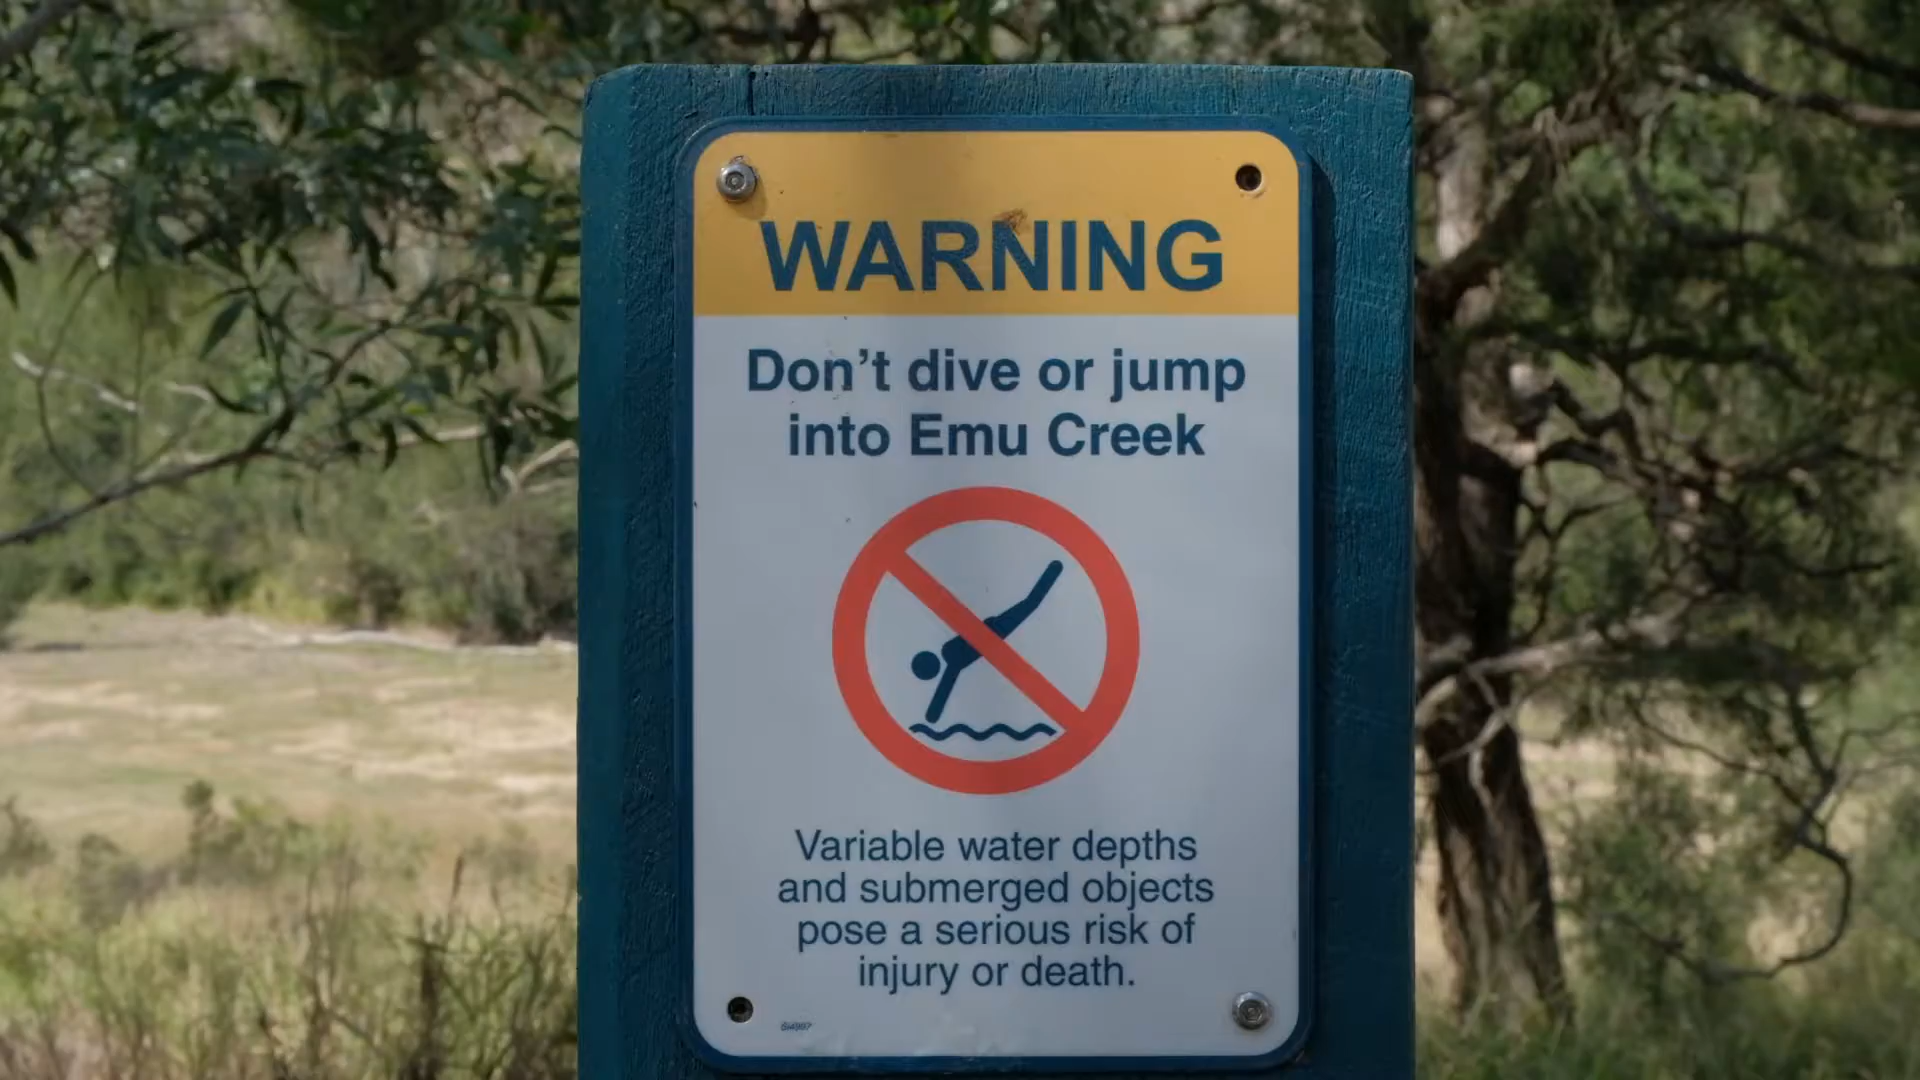 WARNING
Don't dive or jump
into Emu Creek
Variable water depths
and submerged objects
pose a serious risk of
injury or death.